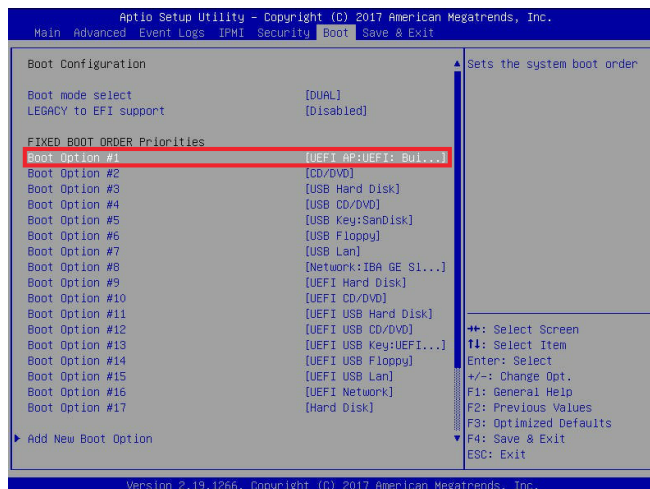 Aptio Setup Utility – Copyright (C) 2017 American Megatrends, Inc.
Main Advanced Event Logs IPMI Security Boot Save & Exit
Boot Configuration
Boot mode select [DUAL]
LEGACY to EFI support [Disabled]
FIXED BOOT ORDER Priorities
Boot Option #1 [UEFI AP:UEFI: Bui...]
Boot Option #2 [CD/DVD]
Boot Option #3 [USB Hard Disk]
Boot Option #4 [USB CD/DVD]
Boot Option #5 [USB Key:SanDisk]
Boot Option #6 [USB Floppy]
Boot Option #7 [USB Lan]
Boot Option #8 [Network:IBA GE Sl...]
Boot Option #9 [UEFI Hard Disk]
Boot Option #10 [UEFI CD/DVD]
Boot Option #11 [UEFI USB Hard Disk]
Boot Option #12 [UEFI USB CD/DVD]
Boot Option #13 [UEFI USB Key:UEFI...]
Boot Option #14 [UEFI USB Floppy]
Boot Option #15 [UEFI USB Lan]
Boot Option #16 [UEFI Network]
Boot Option #17 [Hard Disk]
Add New Boot Option
Sets the system boot order
→←: Select Screen
↑↓: Select Item
Enter: Select
+/-: Change Opt.
F1: General Help
F2: Previous Values
F3: Optimized Defaults
F4: Save & Exit
ESC: Exit
Version 2.19.1266. Copyright (C) 2017 American Megatrends, Inc.